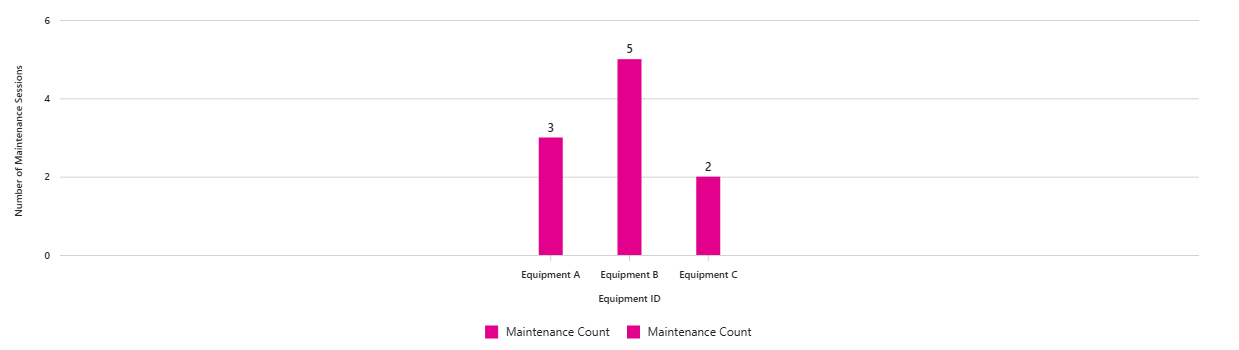 6
4
2
0
Number of Maintenance Sessions
3
5
2
Equipment A
Equipment B
Equipment C
Equipment ID
Maintenance Count
Maintenance Count